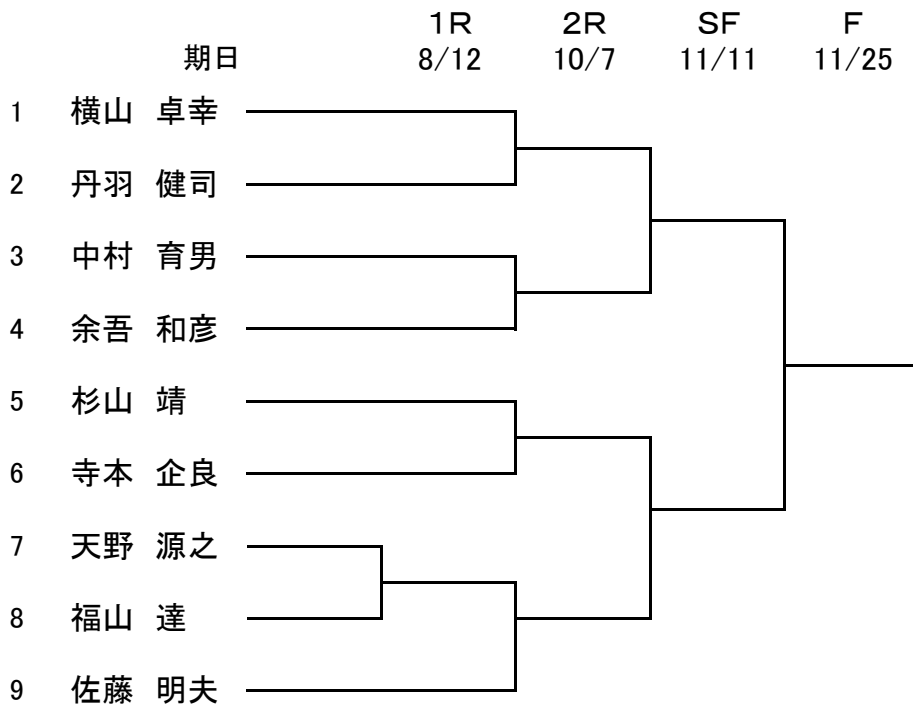 1R 2R SF F
期日 8/12 10/7 11/11 11/25
1 横山 卓幸
2 丹羽 健司
3 中村 育男
4 余吾 和彦
5 杉山 靖
6 寺本 企良
7 天野 源之
8 福山 達
9 佐藤 明夫